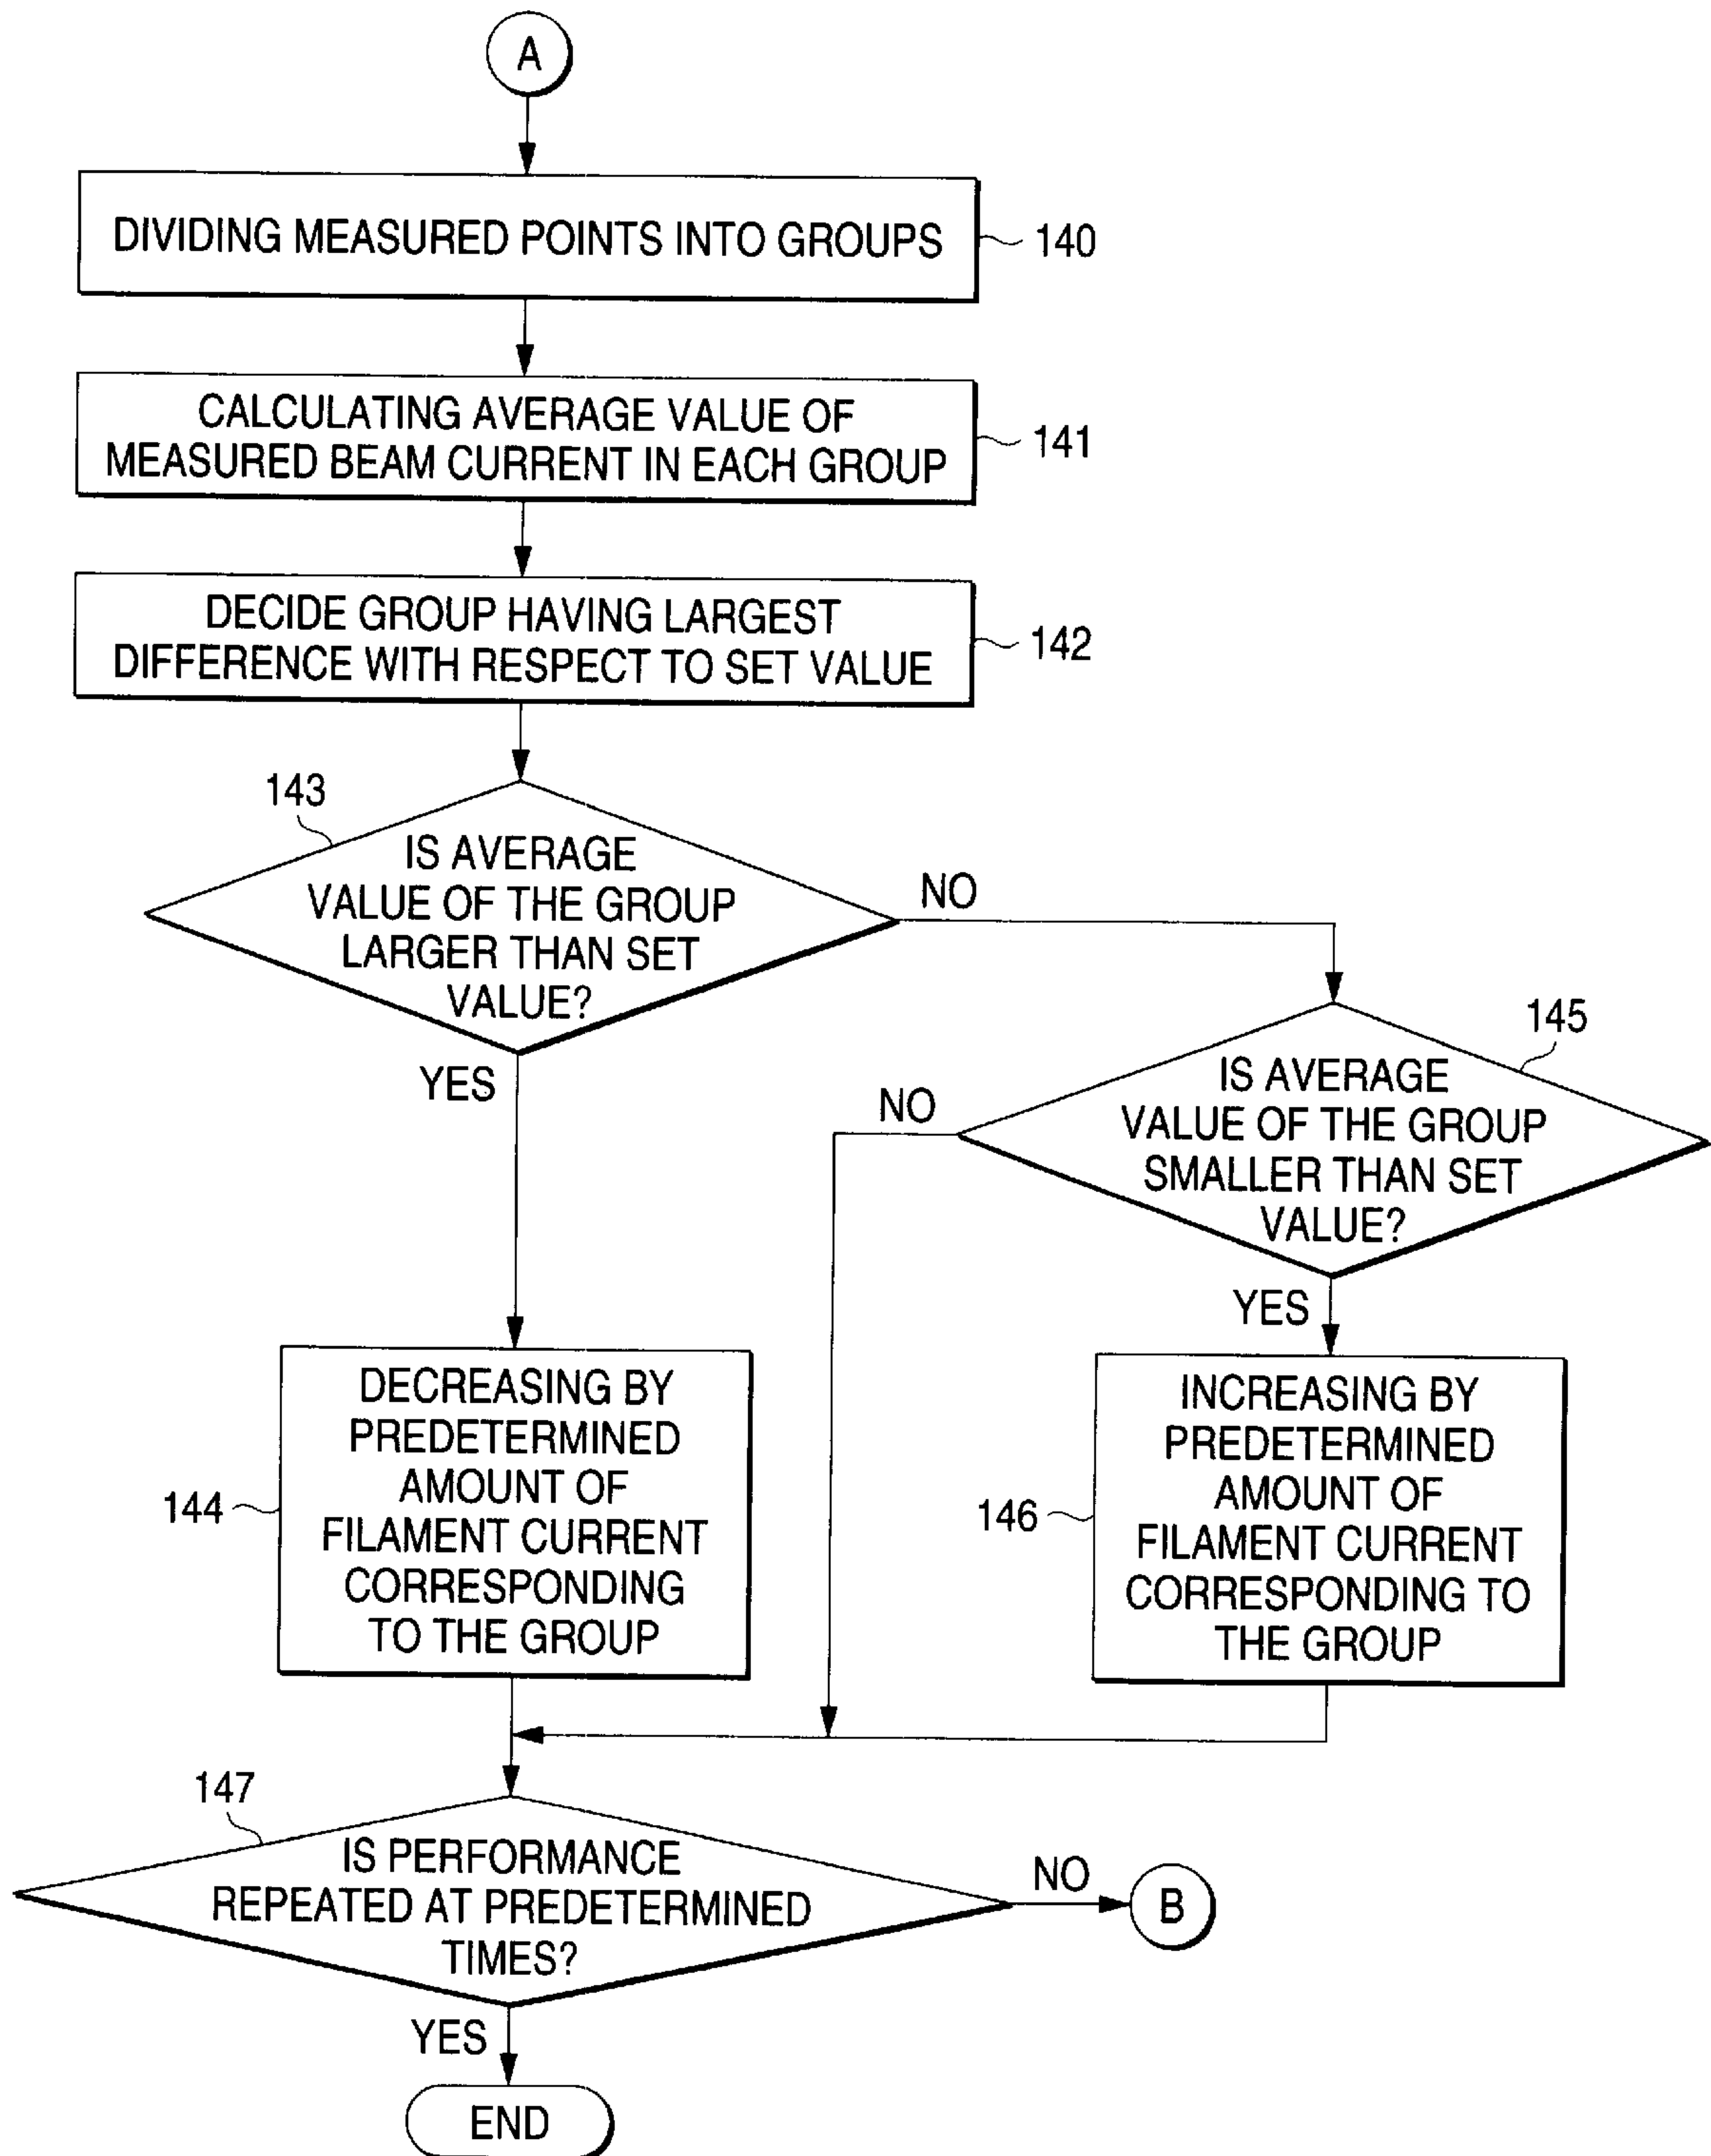 A
DIVIDING MEASURED POINTS INTO GROUPS
140
CALCULATING AVERAGE VALUE OF
MEASURED BEAM CURRENT IN EACH GROUP
141
DECIDE GROUP HAVING LARGEST
DIFFERENCE WITH RESPECT TO SET VALUE
142
143
IS AVERAGE
VALUE OF THE GROUP
LARGER THAN SET
VALUE?
NO
YES
145
IS AVERAGE
VALUE OF THE GROUP
SMALLER THAN SET
VALUE?
NO
YES
DECREASING BY
PREDETERMINED
AMOUNT OF
FILAMENT CURRENT
CORRESPONDING
TO THE GROUP
144
INCREASING BY
PREDETERMINED
AMOUNT OF
FILAMENT CURRENT
CORRESPONDING TO
THE GROUP
146
147
IS PERFORMANCE
REPEATED AT PREDETERMINED
TIMES?
NO
B
YES
END